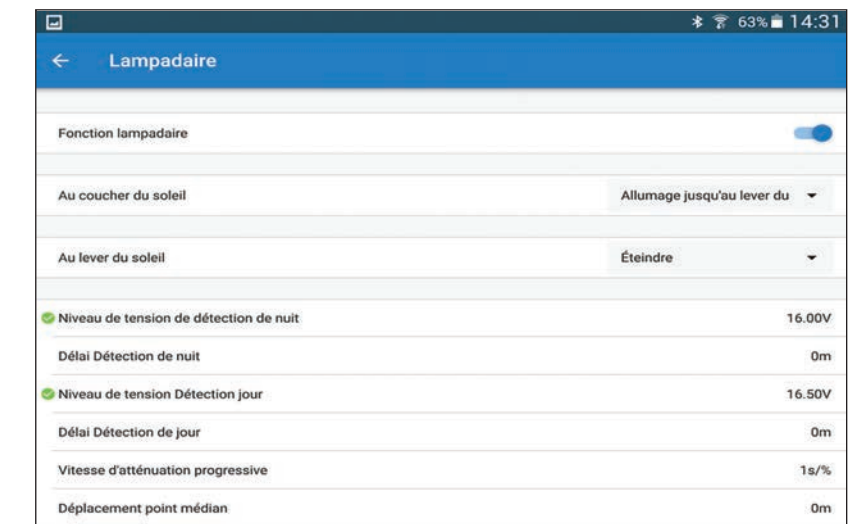 63% 14:31
Lampadaire
Fonction lampadaire
Au coucher du soleil Allumage jusqu'au lever du
Au lever du soleil Éteindre
Niveau de tension de détection de nuit 16.00V
Délai Détection de nuit 0m
Niveau de tension Détection jour 16.50V
Délai Détection de jour 0m
Vitesse d'atténuation progressive 1s/%
Déplacement point médian 0m